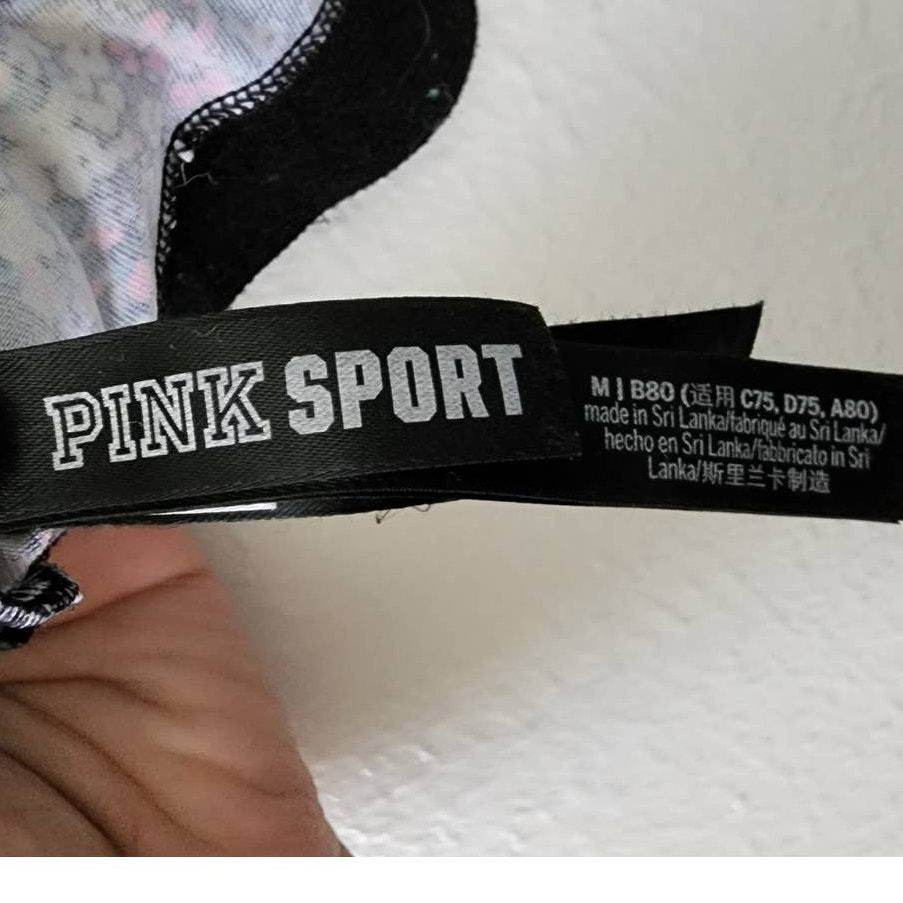 PINK SPORT
M | B80 (适用 C75, D75, A80)
made in Sri Lanka/fabriqué au Sri Lanka/
hecho en Sri Lanka/fabbricato in Sri
Lanka/斯里兰卡制造